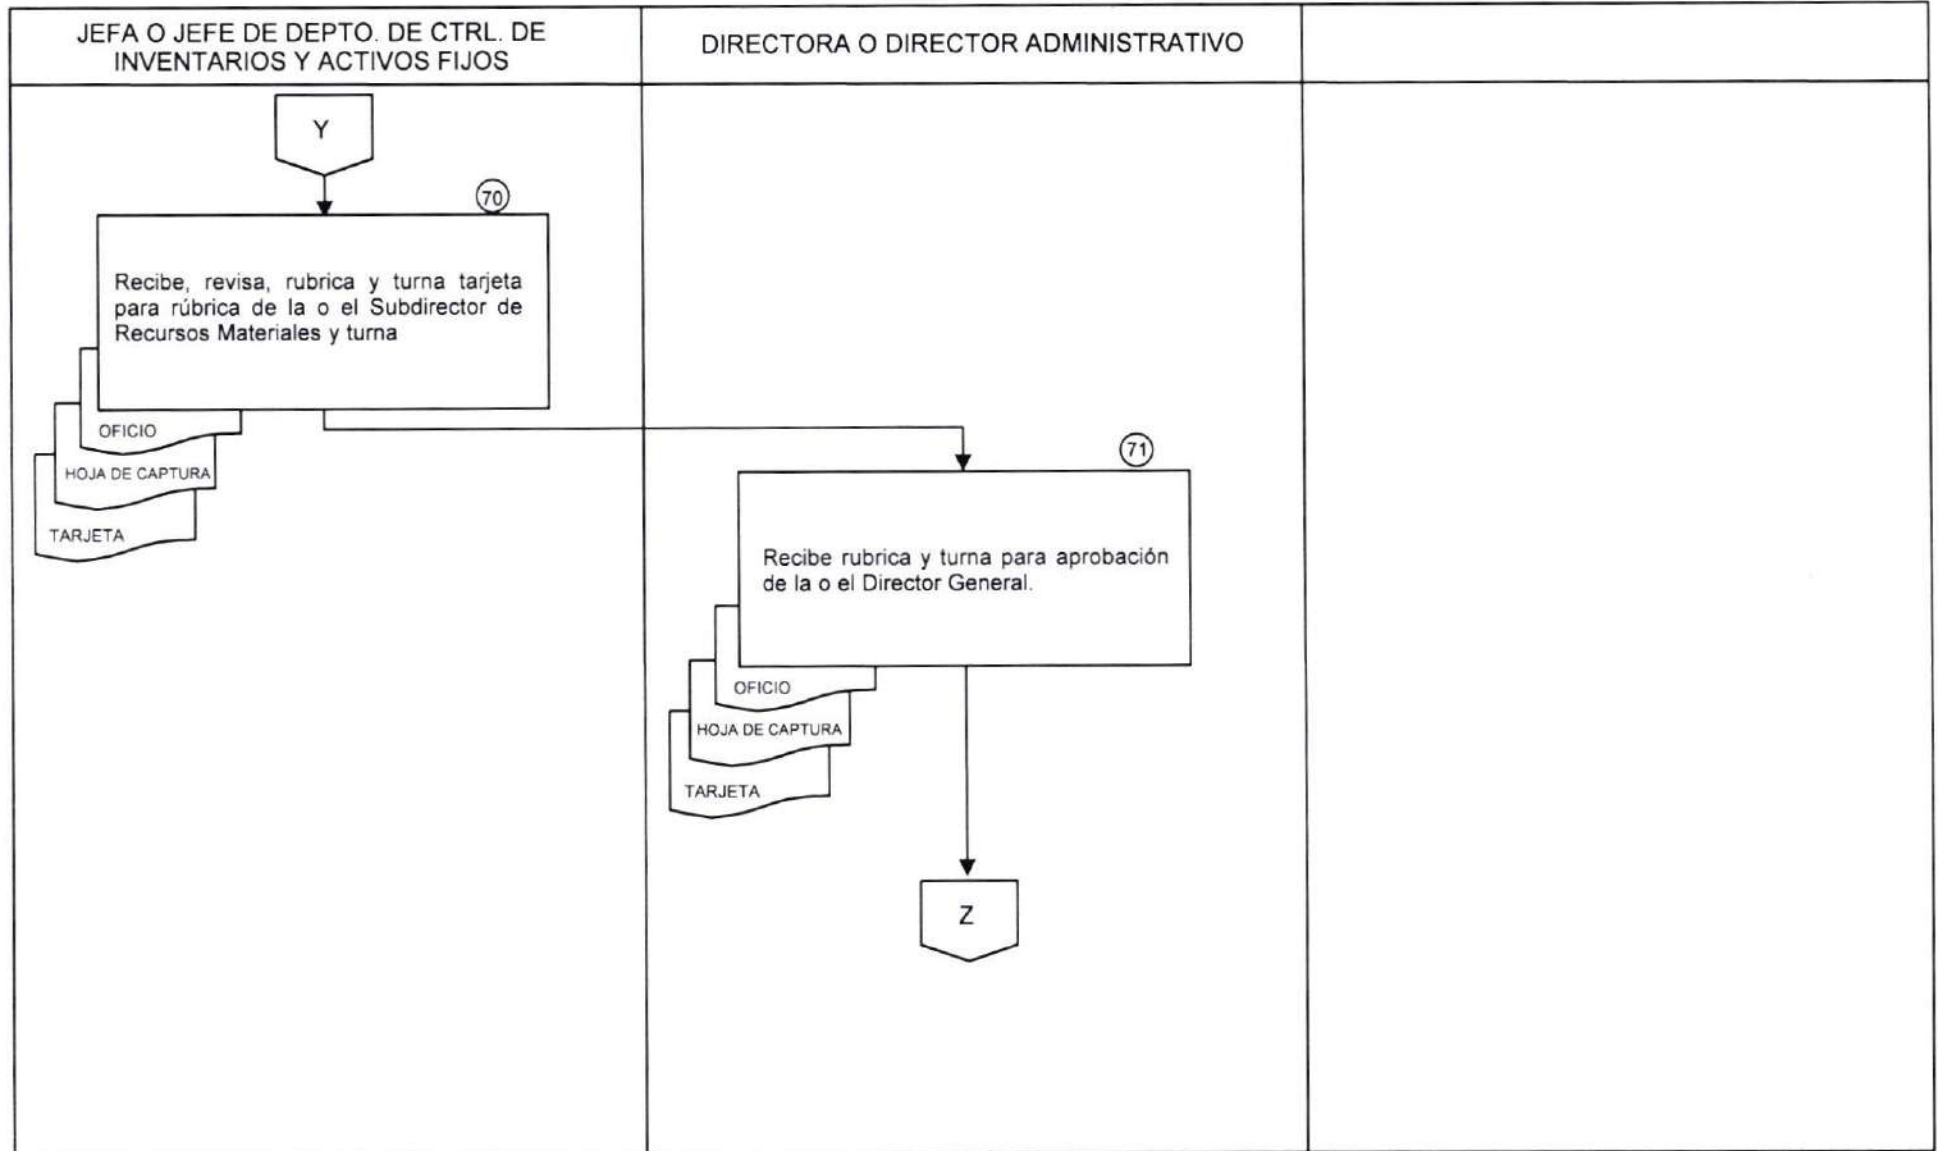 JEFA O JEFE DE DEPTO. DE CTRL. DE
INVENTARIOS Y ACTIVOS FIJOS
DIRECTORA O DIRECTOR ADMINISTRATIVO
Y
70
Recibe, revisa, rubrica y turna tarjeta
para rúbrica de la o el Subdirector de
Recursos Materiales y turna
OFICIO
HOJA DE CAPTURA
TARJETA
71
Recibe rubrica y turna para aprobación
de la o el Director General.
OFICIO
HOJA DE CAPTURA
TARJETA
Z